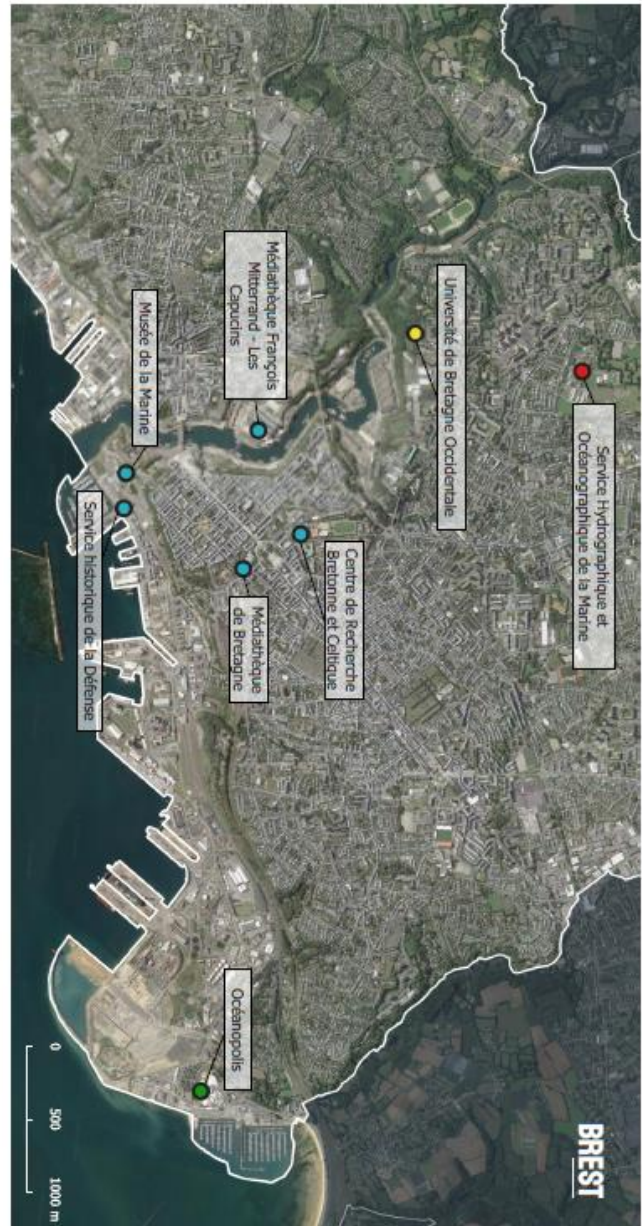 BREST
Service Hydrographique et
Océanographique de la Marine
Université de Bretagne Occidentale
Centre de Recherche
Bretonne et Celtique
Médiathèque François
Mitterrand - Les
Capucins
Médiathèque
de Bretagne
Océanopolis
Musée de la Marine
Service historique de la Défense
0
500
1000 m